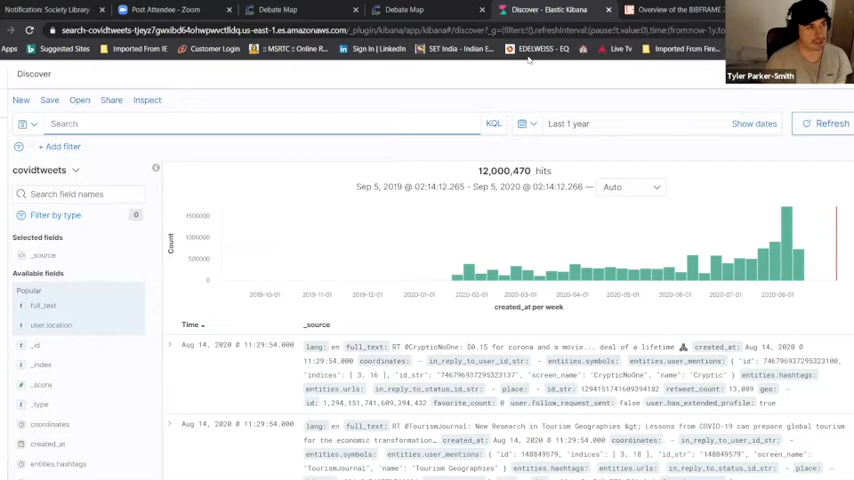 Notification: Society Library
Post Attendee - Zoom
Debate Map
Debate Map
Discover - Elastic Kibana
Overview of the BIBFRAME
search-covidtweets-tjeyz7gwxibd64ohwpwvctlldq.us-east-1.es.amazonaws.com/_plugin/kibana/app/kibana#/discover?_g=(filters:!(),refreshInterval:(pause:!t,value:0),time:(from:now-1y,to
Apps Suggested Sites Imported From IE Customer Login :: MSRTC :: Online R... Sign In | LinkedIn SET India - Indian E... EDELWEISS - EQ Live Tv Imported From Fire...
Tyler Parker-Smith
Discover
New Save Open Share Inspect
Search KQL Last 1 year Show dates Refresh
+ Add filter
covidtweets
Search field names
Filter by type 0
Selected fields
_source
Available fields
Popular
full_text
user.location
_id
_index
_score
_type
coordinates
created_at
entities.hashtags
12,000,470 hits
Sep 5, 2019 @ 02:14:12.265 - Sep 5, 2020 @ 02:14:12.266 — Auto
Count
1500000
1000000
500000
0
2019-10-01 2019-11-01 2019-12-01 2020-02-01 2020-03-01 2020-04-01 2020-05-01 2020-06-01 2020-07-01 2020-08-01
created_at per week
Time _source
Aug 14, 2020 @ 11:29:54.000 lang: en full_text: RT @CrypticNoOne: $0.15 for corona and a movie... deal of a lifetime created_at: Aug 14, 2020 @
11:29:54.000 coordinates: - in_reply_to_user_id_str: - entities.symbols: entities.user_mentions: { "id": 746796937295323100,
"indices": [ 3, 16 ], "id_str": "746796937295323137", "screen_name": "CrypticNoOne", "name": "Cryptic" } entities.hashtags:
entities.urls: in_reply_to_status_id_str: - place: - id_str: 1294151741609394182 retweet_count: 13,089 geo: -
id: 1,294,151,741,609,394,432 favorite_count: 0 user.follow_request_sent: false user.has_extended_profile: true
Aug 14, 2020 @ 11:29:54.000 lang: en full_text: RT @TourismJournal: New Research in Tourism Geographies &gt; Lessons from COVID-19 can prepare global tourism
for the economic transformation… created_at: Aug 14, 2020 @ 11:29:54.000 coordinates: - in_reply_to_user_id_str: -
entities.symbols: entities.user_mentions: { "id": 148849579, "indices": [ 3, 18 ], "id_str": "148849579", "screen_name":
"TourismJournal", "name": "Tourism Geographies" } entities.hashtags: entities.urls: in_reply_to_status_id_str: - place: -